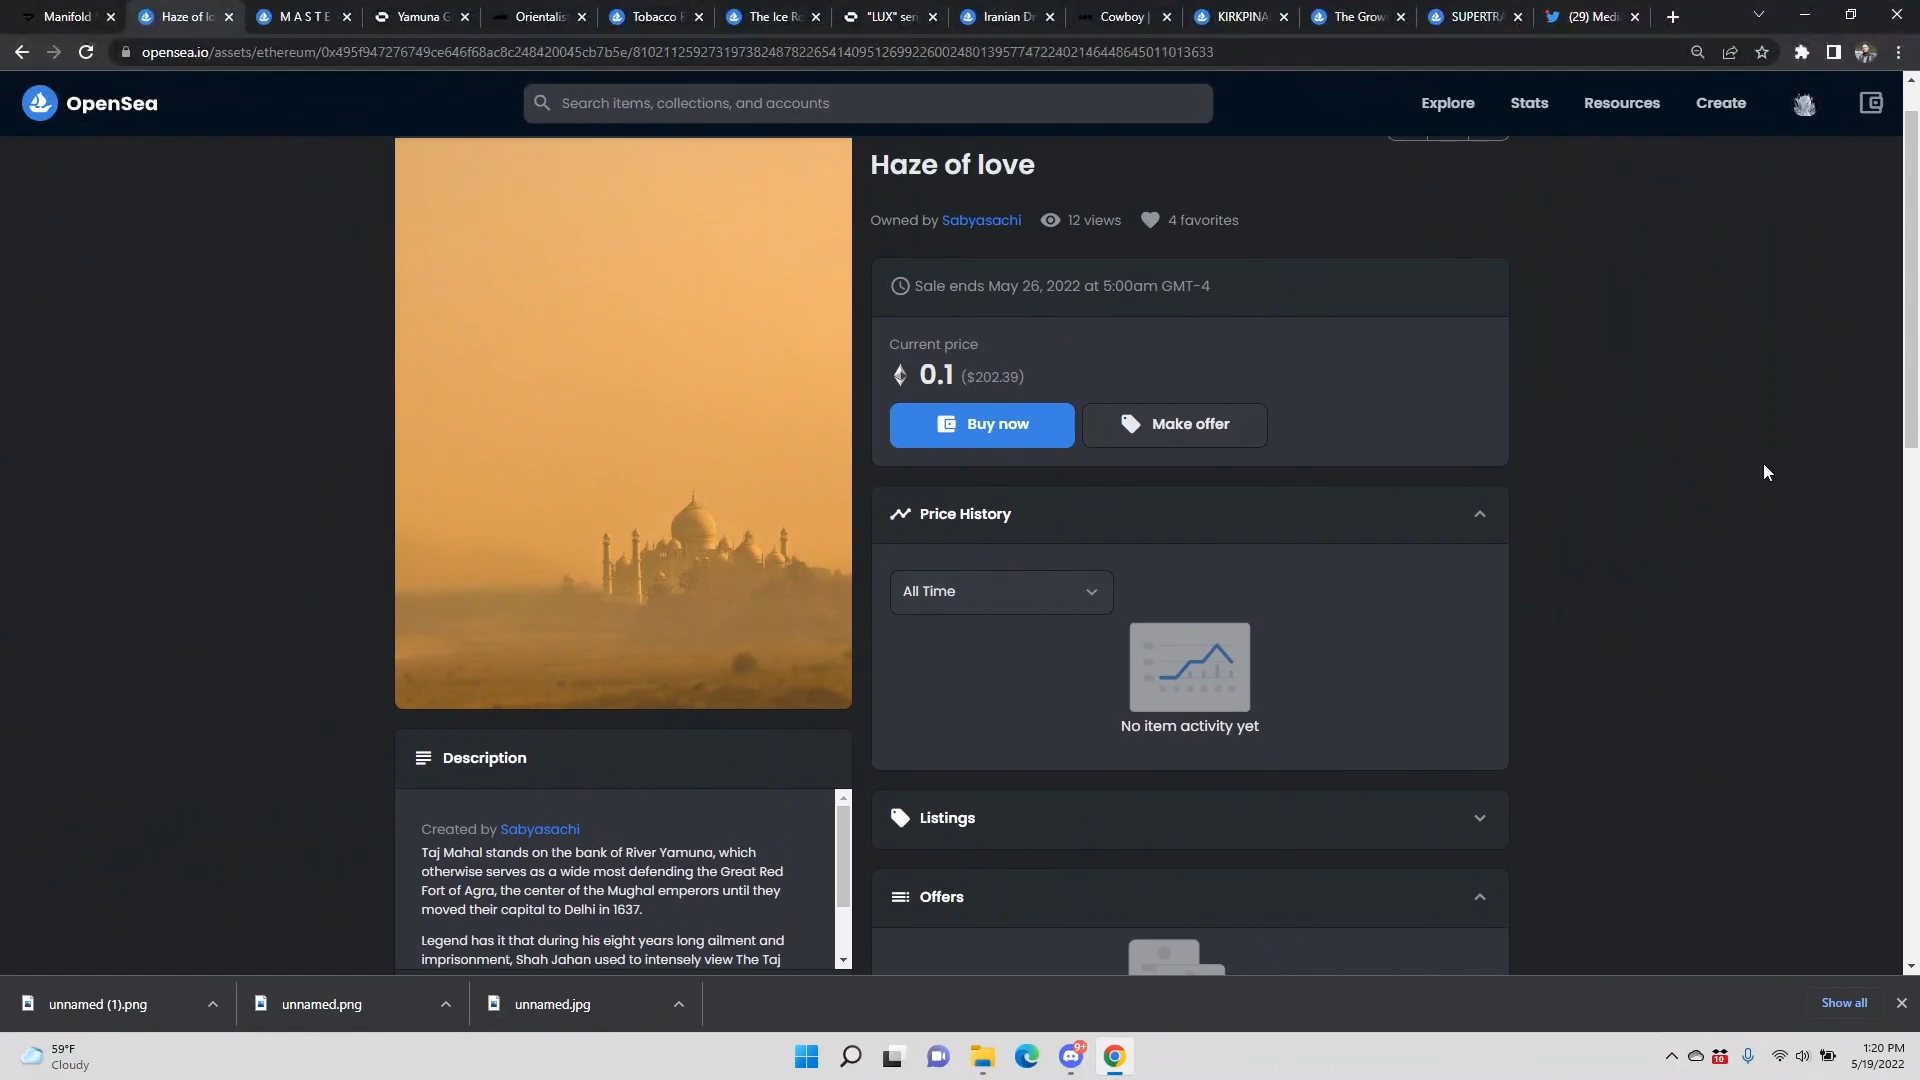 Manifold
Haze of lo
M A S T E
Yamuna G
Orientalis
Tobacco
The Ice Ro
"LUX" seri
Iranian Dr
Cowboy |
KIRKPINA
The Grow
SUPERTRA
(29) Medi
opensea.io/assets/ethereum/0x495f947276749ce646f68ac8c248420045cb7b5e/81021125927319738248782265414095126992260024801395774722402146448645011013633
OpenSea
Search items, collections, and accounts
Explore
Stats
Resources
Create
Haze of love
Owned by Sabyasachi
12 views
4 favorites
Sale ends May 26, 2022 at 5:00am GMT-4
Current price
0.1 ($202.39)
Buy now
Make offer
Price History
All Time
No item activity yet
Description
Created by Sabyasachi
Taj Mahal stands on the bank of River Yamuna, which
otherwise serves as a wide most defending the Great Red
Fort of Agra, the center of the Mughal emperors until they
moved their capital to Delhi in 1637.
Legend has it that during his eight years long ailment and
imprisonment, Shah Jahan used to intensely view The Taj
Listings
Offers
unnamed (1).png
unnamed.png
unnamed.jpg
Show all
59°F
Cloudy
9+
10
1:20 PM
5/19/2022